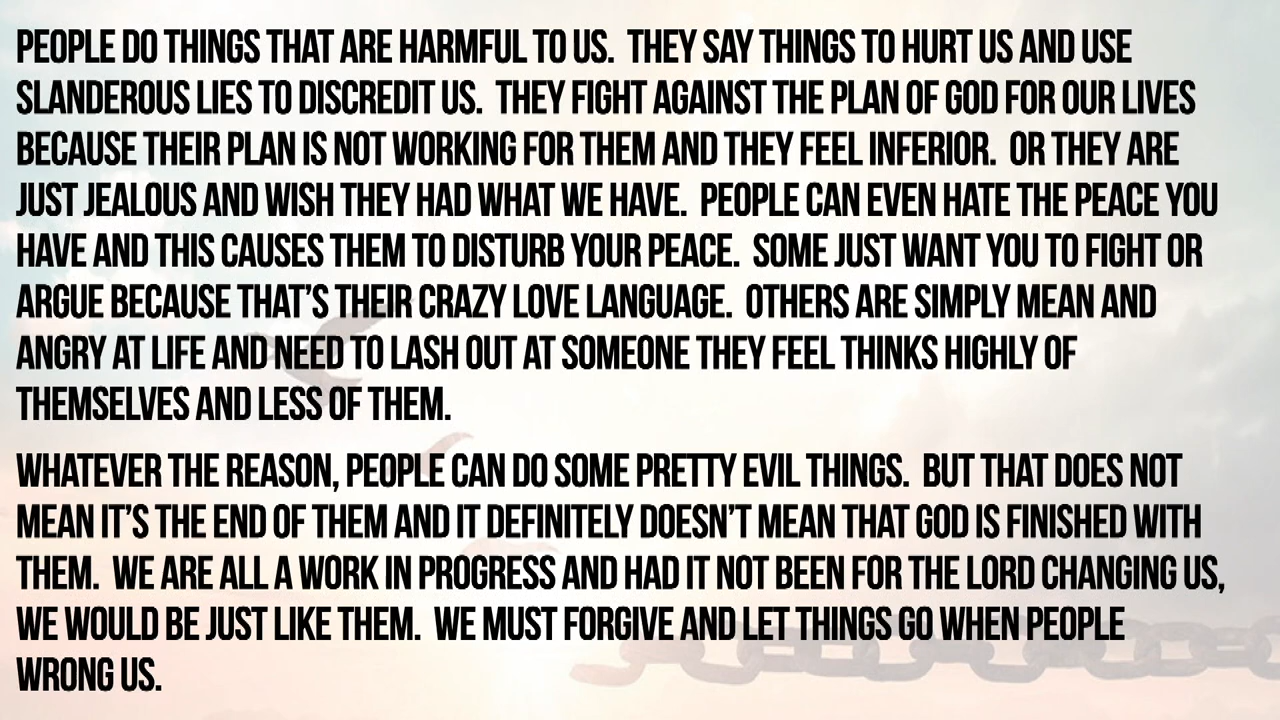 PEOPLE DO THINGS THAT ARE HARMFUL TO US.  THEY SAY THINGS TO HURT US AND USE
SLANDEROUS LIES TO DISCREDIT US.  THEY FIGHT AGAINST THE PLAN OF GOD FOR OUR LIVES
BECAUSE THEIR PLAN IS NOT WORKING FOR THEM AND THEY FEEL INFERIOR.  OR THEY ARE
JUST JEALOUS AND WISH THEY HAD WHAT WE HAVE.  PEOPLE CAN EVEN HATE THE PEACE YOU
HAVE AND THIS CAUSES THEM TO DISTURB YOUR PEACE.  SOME JUST WANT YOU TO FIGHT OR
ARGUE BECAUSE THAT'S THEIR CRAZY LOVE LANGUAGE.  OTHERS ARE SIMPLY MEAN AND
ANGRY AT LIFE AND NEED TO LASH OUT AT SOMEONE THEY FEEL THINKS HIGHLY OF
THEMSELVES AND LESS OF THEM.
WHATEVER THE REASON, PEOPLE CAN DO SOME PRETTY EVIL THINGS.  BUT THAT DOES NOT
MEAN IT'S THE END OF THEM AND IT DEFINITELY DOESN'T MEAN THAT GOD IS FINISHED WITH
THEM.  WE ARE ALL A WORK IN PROGRESS AND HAD IT NOT BEEN FOR THE LORD CHANGING US,
WE WOULD BE JUST LIKE THEM.  WE MUST FORGIVE AND LET THINGS GO WHEN PEOPLE
WRONG US.